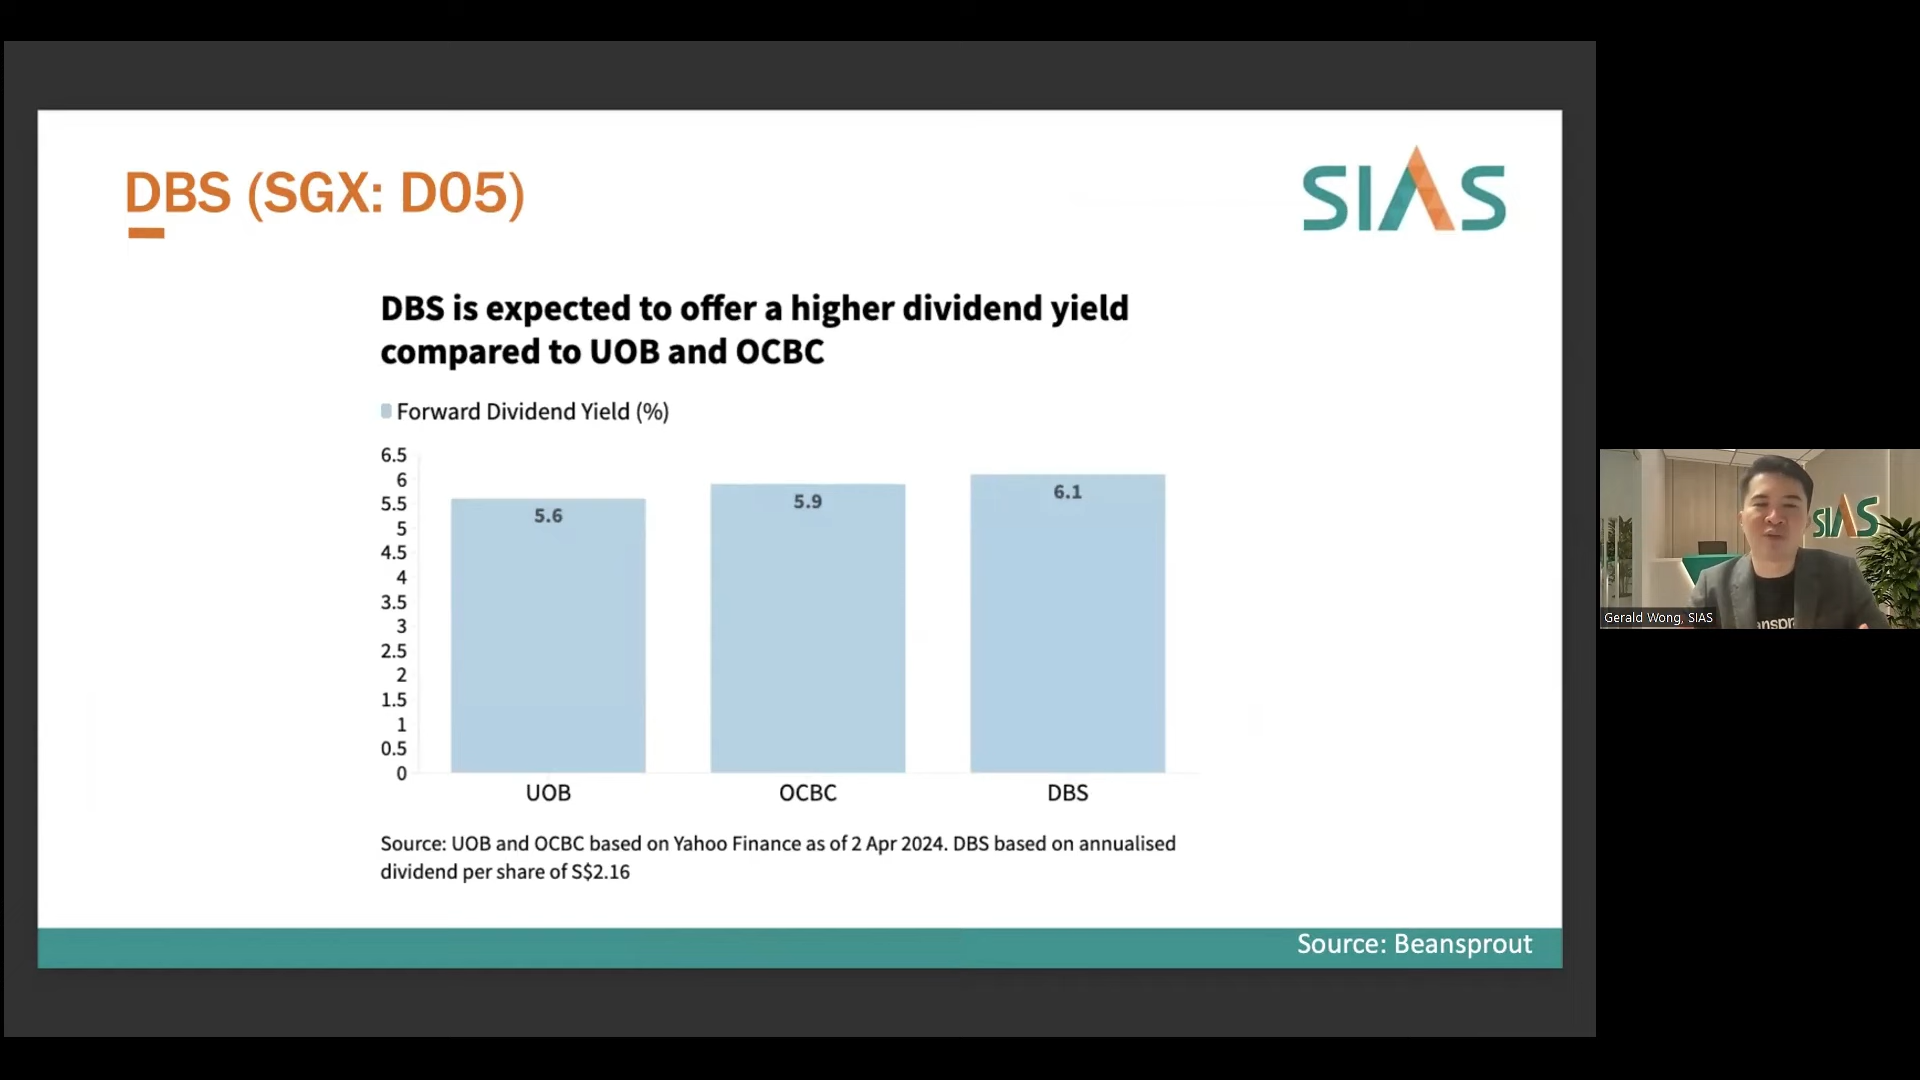 DBS (SGX: D05)
SIAS
DBS is expected to offer a higher dividend yield
compared to UOB and OCBC
Forward Dividend Yield (%)
6.5
6
5.5
5
4.5
4
3.5
3
2.5
2
1.5
1
0.5
0
5.6
5.9
6.1
UOB
OCBC
DBS
Source: UOB and OCBC based on Yahoo Finance as of 2 Apr 2024. DBS based on annualised
dividend per share of S$2.16
Source: Beansprout
SIAS
Gerald Wong, SIAS